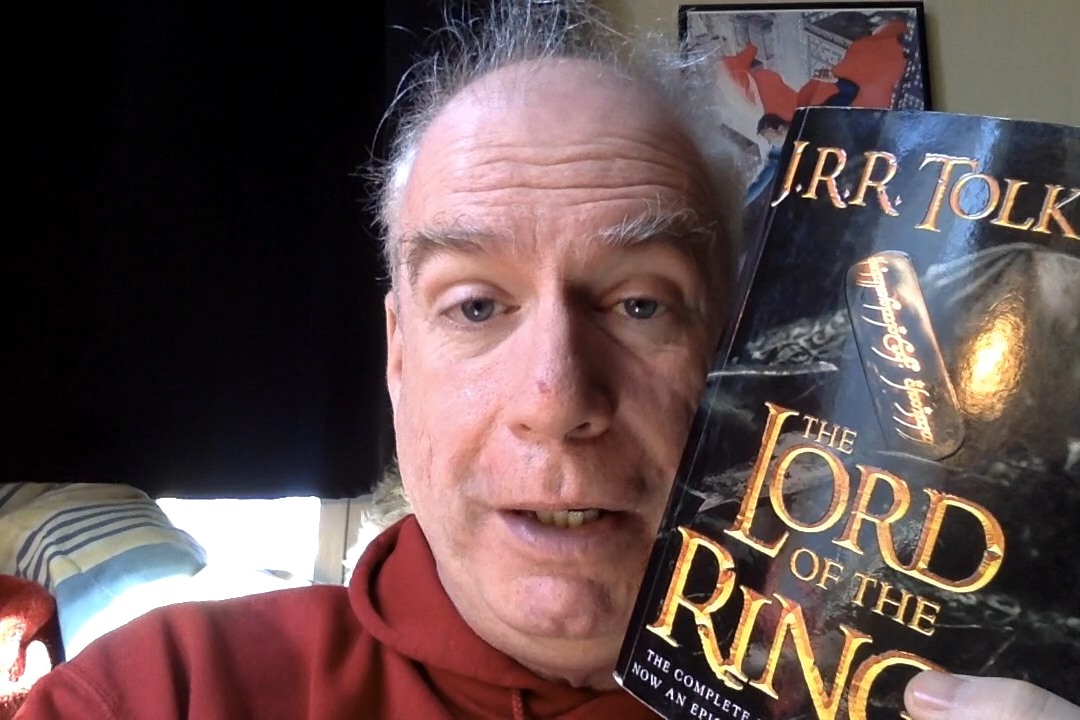 J.R.R. TOLK
THE
LORD
OF THE
RING
THE COMPLETE
NOW AN EPIC